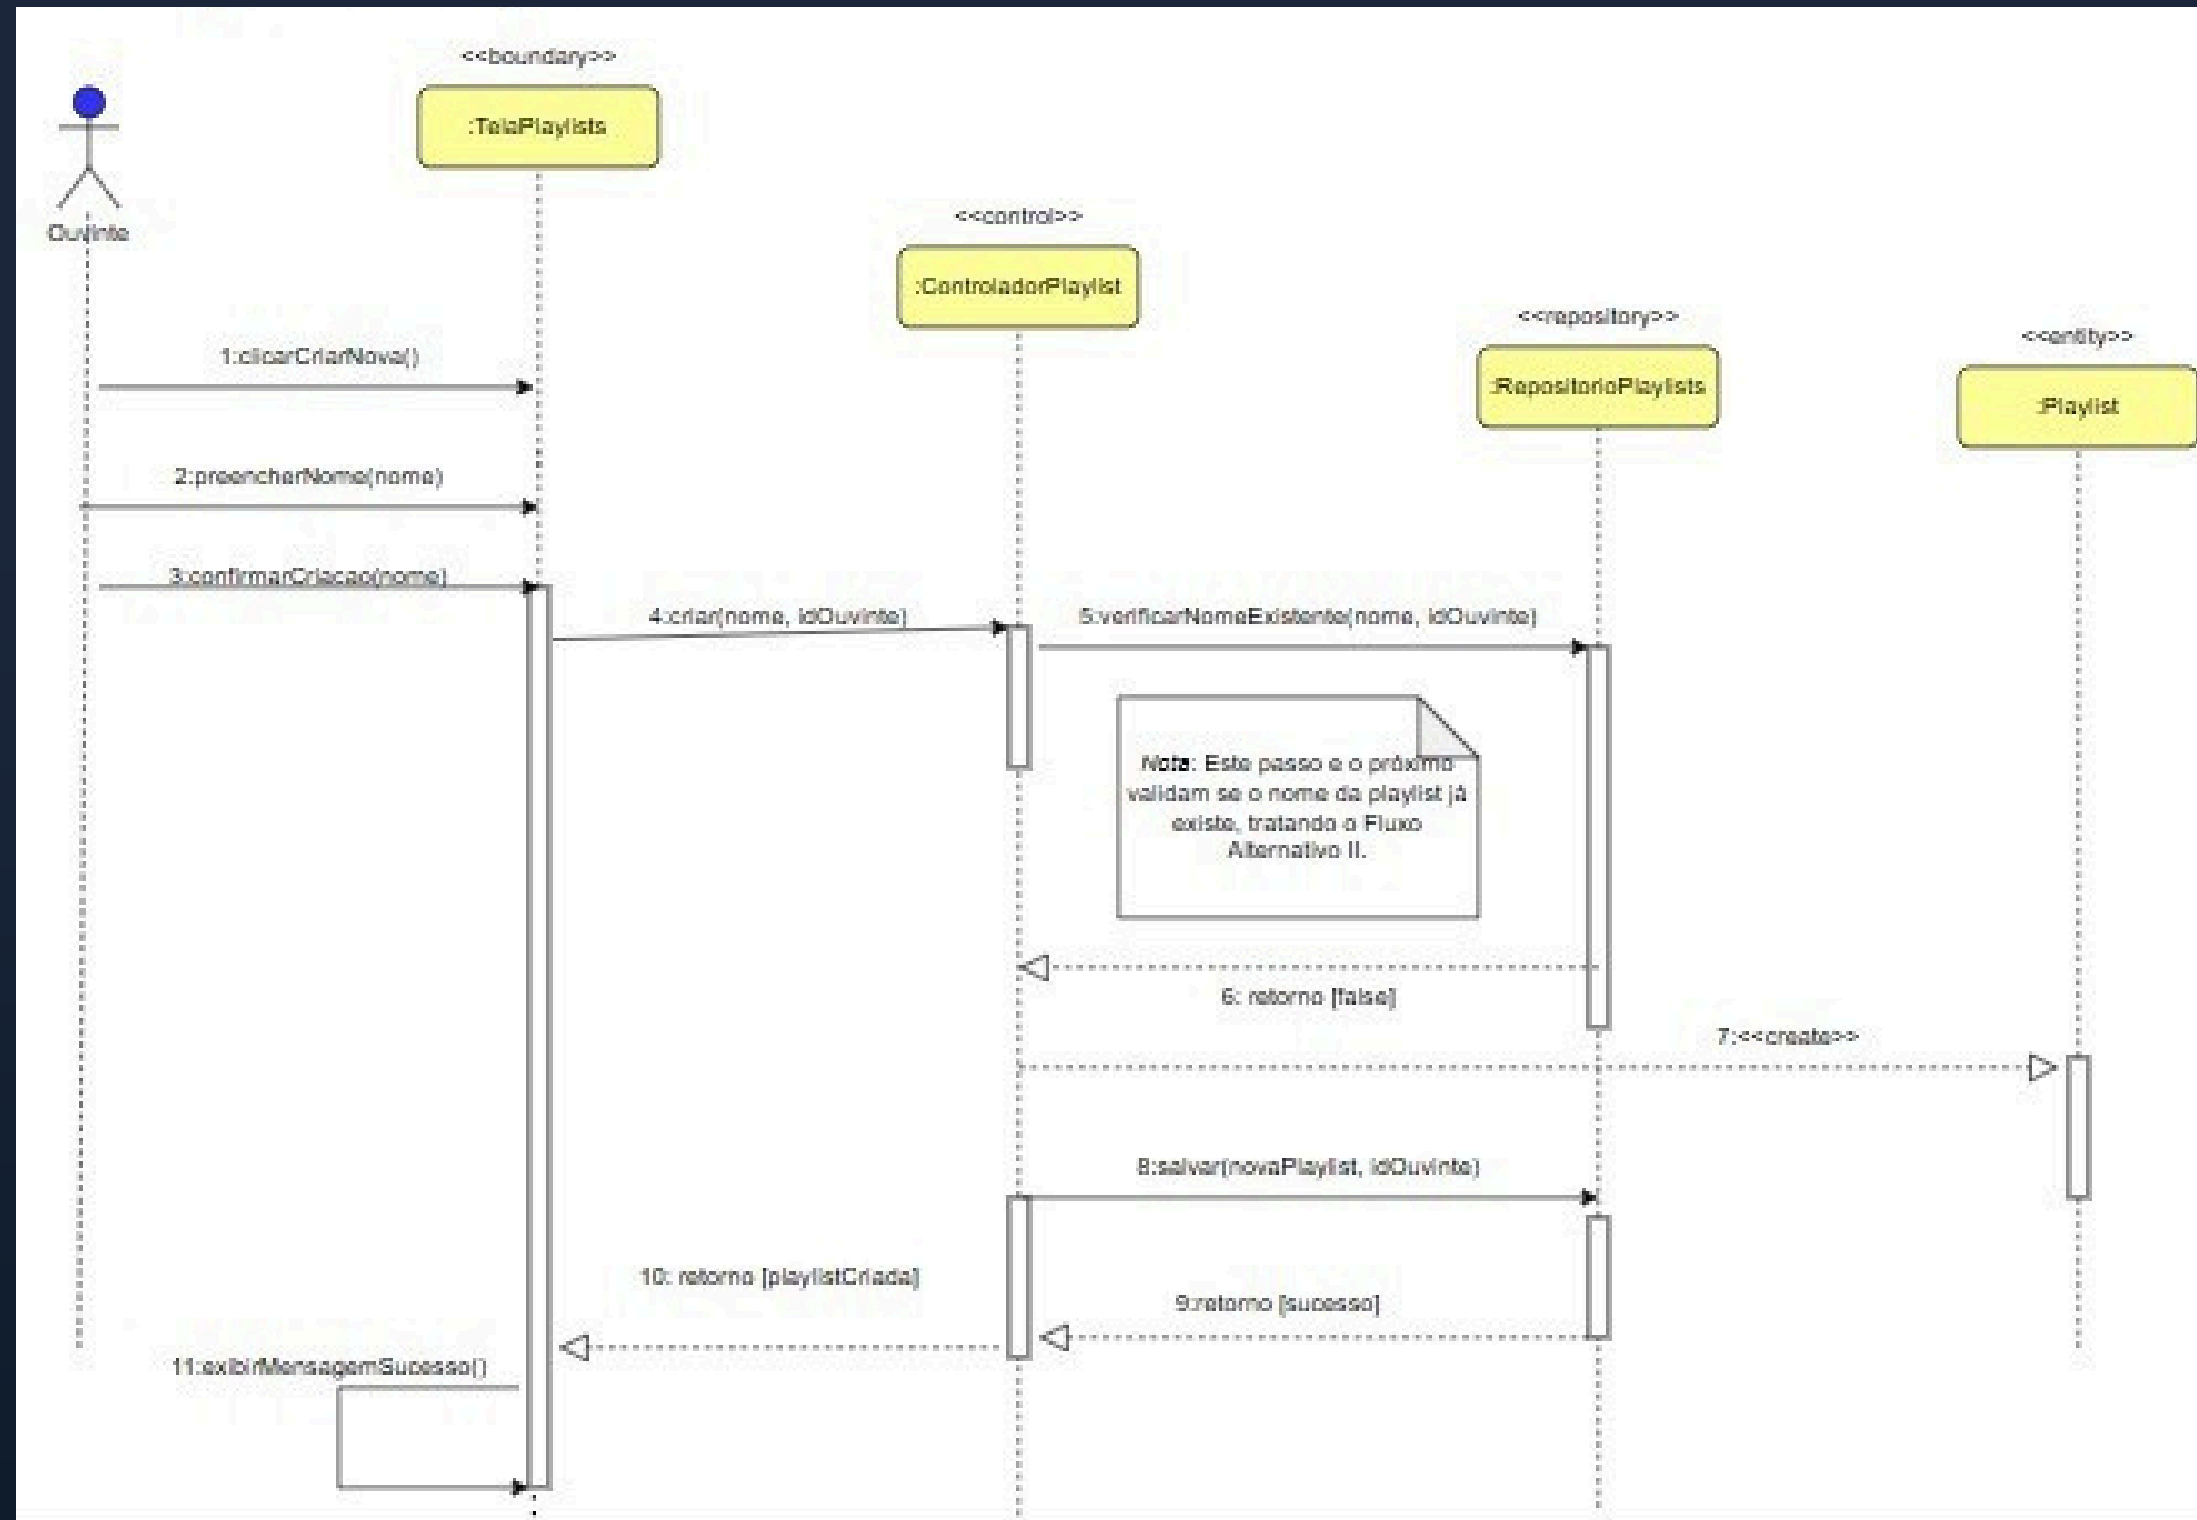 <<boundary>>
:TelaPlaylists
Ouvinte
<<control>>
:ControladorPlaylist
<<repository>>
:RepositorioPlaylists
<<entity>>
:Playlist
1:clicarCriarNova()
2:preencherNome(nome)
3:confirmarCriacao(nome)
4:criar(nome, idOuvinte)
5:verificarNomeExistente(nome, idOuvinte)
Nota: Este passo e o próximo
validam se o nome da playlist já
existe, tratando o Fluxo
Alternativo II.
6: retorno [false]
7:<<create>>
8:salvar(novaPlaylist, idOuvinte)
10: retorno [playlistCriada]
9:retorno [sucesso]
11:exibirMensagemSucesso()